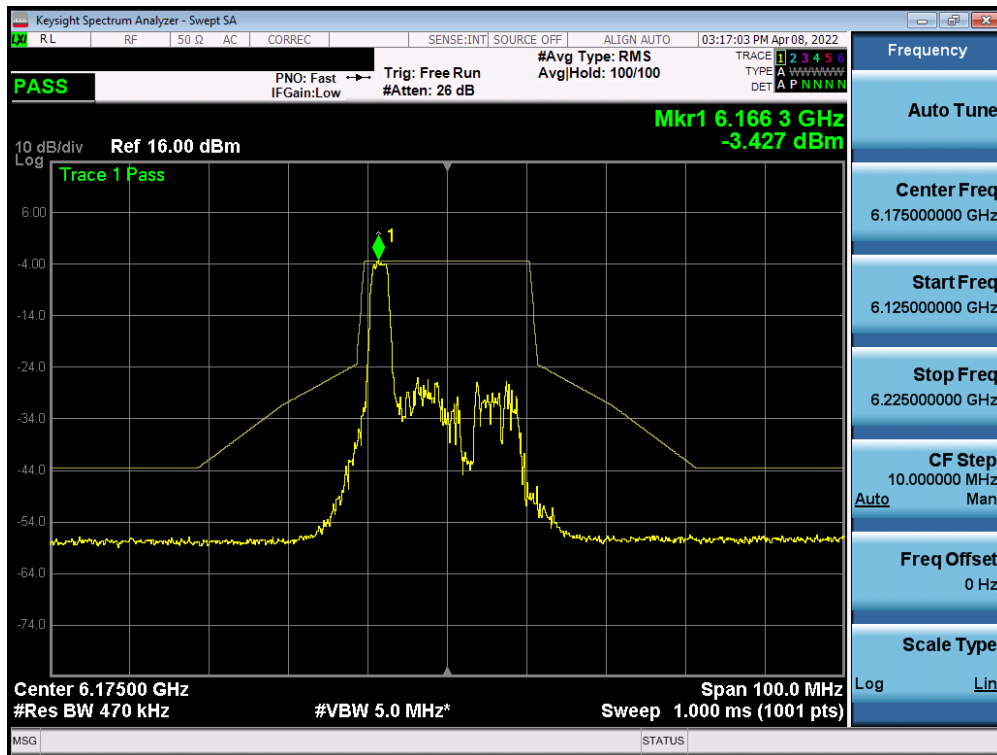 Keysight Spectrum Analyzer - Swept SA
LXI RL RF 50 Ω AC CORREC SENSE:INT SOURCE OFF ALIGN AUTO 03:17:03 PM Apr 08, 2022
PASS
PNO: Fast
IFGain:Low
Trig: Free Run
#Atten: 26 dB
#Avg Type: RMS
Avg|Hold: 100/100
TRACE 1 2 3 4 5 6
TYPE A WWWWW
DET A P N N N N
Mkr1 6.166 3 GHz
-3.427 dBm
10 dB/div Ref 16.00 dBm
Log
Trace 1 Pass
1
6.00
-4.00
-14.0
-24.0
-34.0
-44.0
-54.0
-64.0
-74.0
Center 6.17500 GHz Span 100.0 MHz
#Res BW 470 kHz #VBW 5.0 MHz* Sweep 1.000 ms (1001 pts)
MSG STATUS
Frequency
Auto Tune
Center Freq
6.175000000 GHz
Start Freq
6.125000000 GHz
Stop Freq
6.225000000 GHz
CF Step
10.000000 MHz
Auto Man
Freq Offset
0 Hz
Scale Type
Log Lin